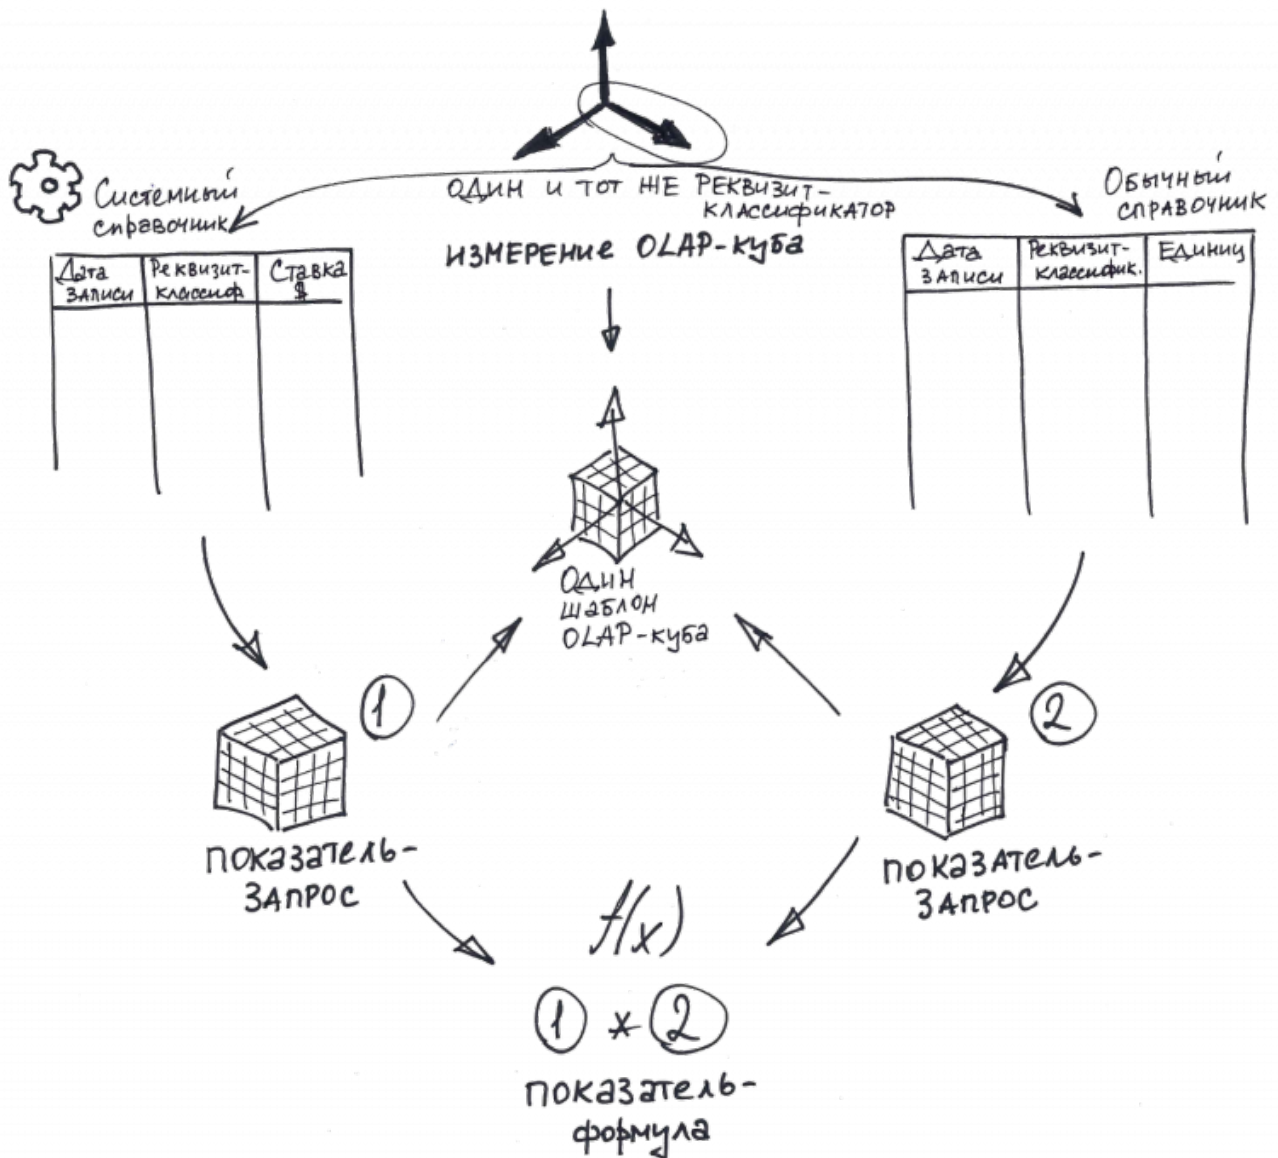 Системный
справочник
ОДИН И ТОТ ЖЕ РЕКВИЗИТ-
КЛАССИФИКАТОР
ИЗМЕРЕНИЕ OLAP-куба
Обычный
СПРАВОЧНИК
Дата
ЗАПИСИ
Реквизит-
классиф.
Ставка
$
Дата
ЗАПИСИ
Реквизит-
классифик.
ЕДИНИЦ
ОДИН
ШАБЛОН
OLAP-куба
1
2
ПОКАЗАТЕЛЬ-
ЗАПРОС
ПОКАЗАТЕЛЬ-
ЗАПРОС
f(x)
1 * 2
ПОКАЗАТЕЛЬ-
формула